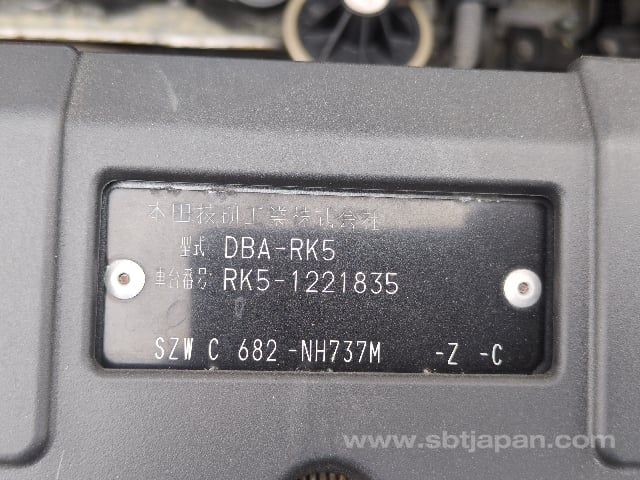 本田技研工業株式会社
型式 DBA-RK5
車台番号 RK5-1221835
SZW C 682 -NH737M -Z -C
www.sbtjapan.com